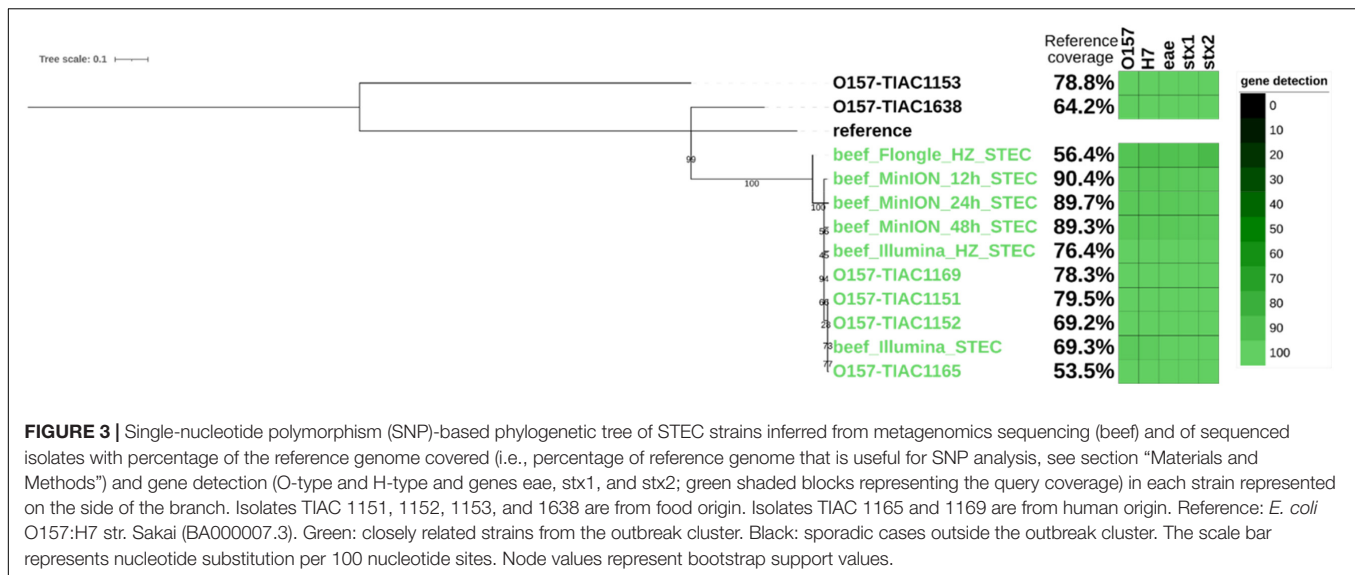 Tree scale: 0.1
Reference coverage O157 H7 eae stx1 stx2
gene detection
0
10
20
30
40
50
60
70
80
90
100
O157-TIAC1153 78.8%
O157-TIAC1638 64.2%
reference
beef_Flongle_HZ_STEC 56.4%
beef_MinION_12h_STEC 90.4%
beef_MinION_24h_STEC 89.7%
beef_MinION_48h_STEC 89.3%
beef_Illumina_HZ_STEC 76.4%
O157-TIAC1169 78.3%
O157-TIAC1151 79.5%
O157-TIAC1152 69.2%
beef_Illumina_STEC 69.3%
O157-TIAC1165 53.5%
99
100
100
56
45
94
66
73
77
FIGURE 3 | Single-nucleotide polymorphism (SNP)-based phylogenetic tree of STEC strains inferred from metagenomics sequencing (beef) and of sequenced
isolates with percentage of the reference genome covered (i.e., percentage of reference genome that is useful for SNP analysis, see section “Materials and
Methods”) and gene detection (O-type and H-type and genes eae, stx1, and stx2; green shaded blocks representing the query coverage) in each strain represented
on the side of the branch. Isolates TIAC 1151, 1152, 1153, and 1638 are from food origin. Isolates TIAC 1165 and 1169 are from human origin. Reference: E. coli
O157:H7 str. Sakai (BA000007.3). Green: closely related strains from the outbreak cluster. Black: sporadic cases outside the outbreak cluster. The scale bar
represents nucleotide substitution per 100 nucleotide sites. Node values represent bootstrap support values.